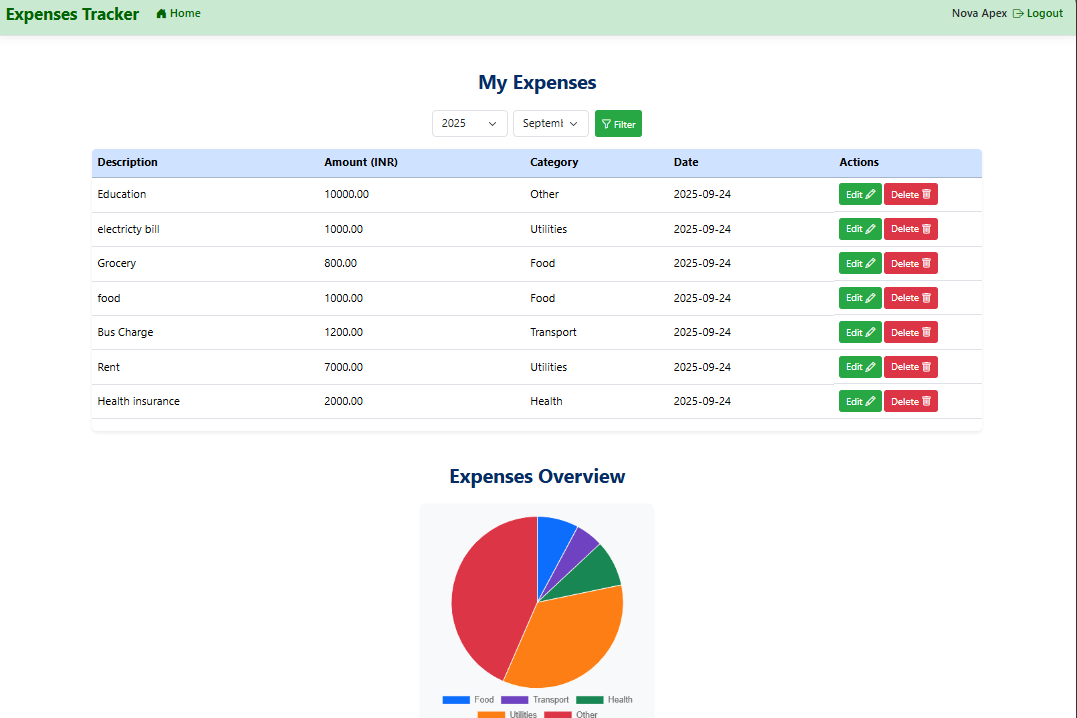 Expenses Tracker Home Nova Apex Logout
My Expenses
2025 Septemb Filter
Description Amount (INR) Category Date Actions
Education 10000.00 Other 2025-09-24 Edit Delete
electricty bill 1000.00 Utilities 2025-09-24 Edit Delete
Grocery 800.00 Food 2025-09-24 Edit Delete
food 1000.00 Food 2025-09-24 Edit Delete
Bus Charge 1200.00 Transport 2025-09-24 Edit Delete
Rent 7000.00 Utilities 2025-09-24 Edit Delete
Health insurance 2000.00 Health 2025-09-24 Edit Delete
Expenses Overview
Food Transport Health
Utilities Other